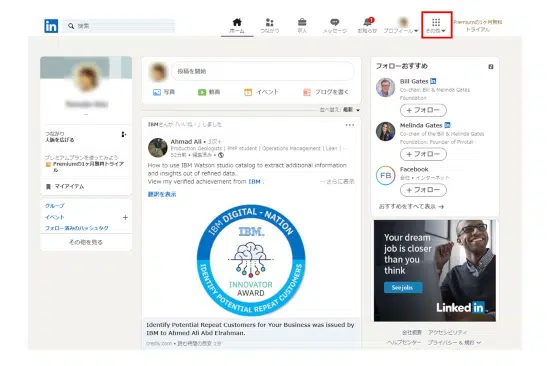 in
検索
ホーム
つながり
求人
メッセージ
お知らせ
プロフィール
その他
Premiumの1ヶ月無料
トライアル
つながり
人脈を広げる
プレミアムプランを使ってみよう
Premiumの1ヶ月無料トライア
ル
マイアイテム
グループ
イベント
フォロー済みのハッシュタグ
その他を見る
投稿を開始
写真
動画
イベント
ブログを書く
並べ替え: 最新
IBMさんが「いいね！」しました
Ahmad Ali • 2次+
Production Geologists | PMP student | Operations Management | Lean
How to use IBM Watson studio catalog to extract additional information
and insights out of refined data.
View my verified achievement from IBM .
…さらに表示
翻訳を表示
IBM DIGITAL - NATION
IBM.
INNOVATOR
AWARD
IDENTIFY POTENTIAL REPEAT CUSTOMERS
Identify Potential Repeat Customers for Your Business was issued by
IBM to Ahmed Ali Abd Elrahman.
credly.com • 読む時間の目安 1分
フォローおすすめ
Bill Gates in
Co-chair, Bill & Melinda Gates
Foundation
+ フォロー
Melinda Gates in
Co-chair of the Bill & Melinda Gates
Foundation. Founder of Pivotal
+ フォロー
FB
Facebook
会社 • インターネット
+ フォロー
おすすめをすべて表示 →
Your dream
job is closer
than you
think
See jobs
Linked in
会社概要 アクセシビリティ
ヘルプセンター プライバシー & 規約